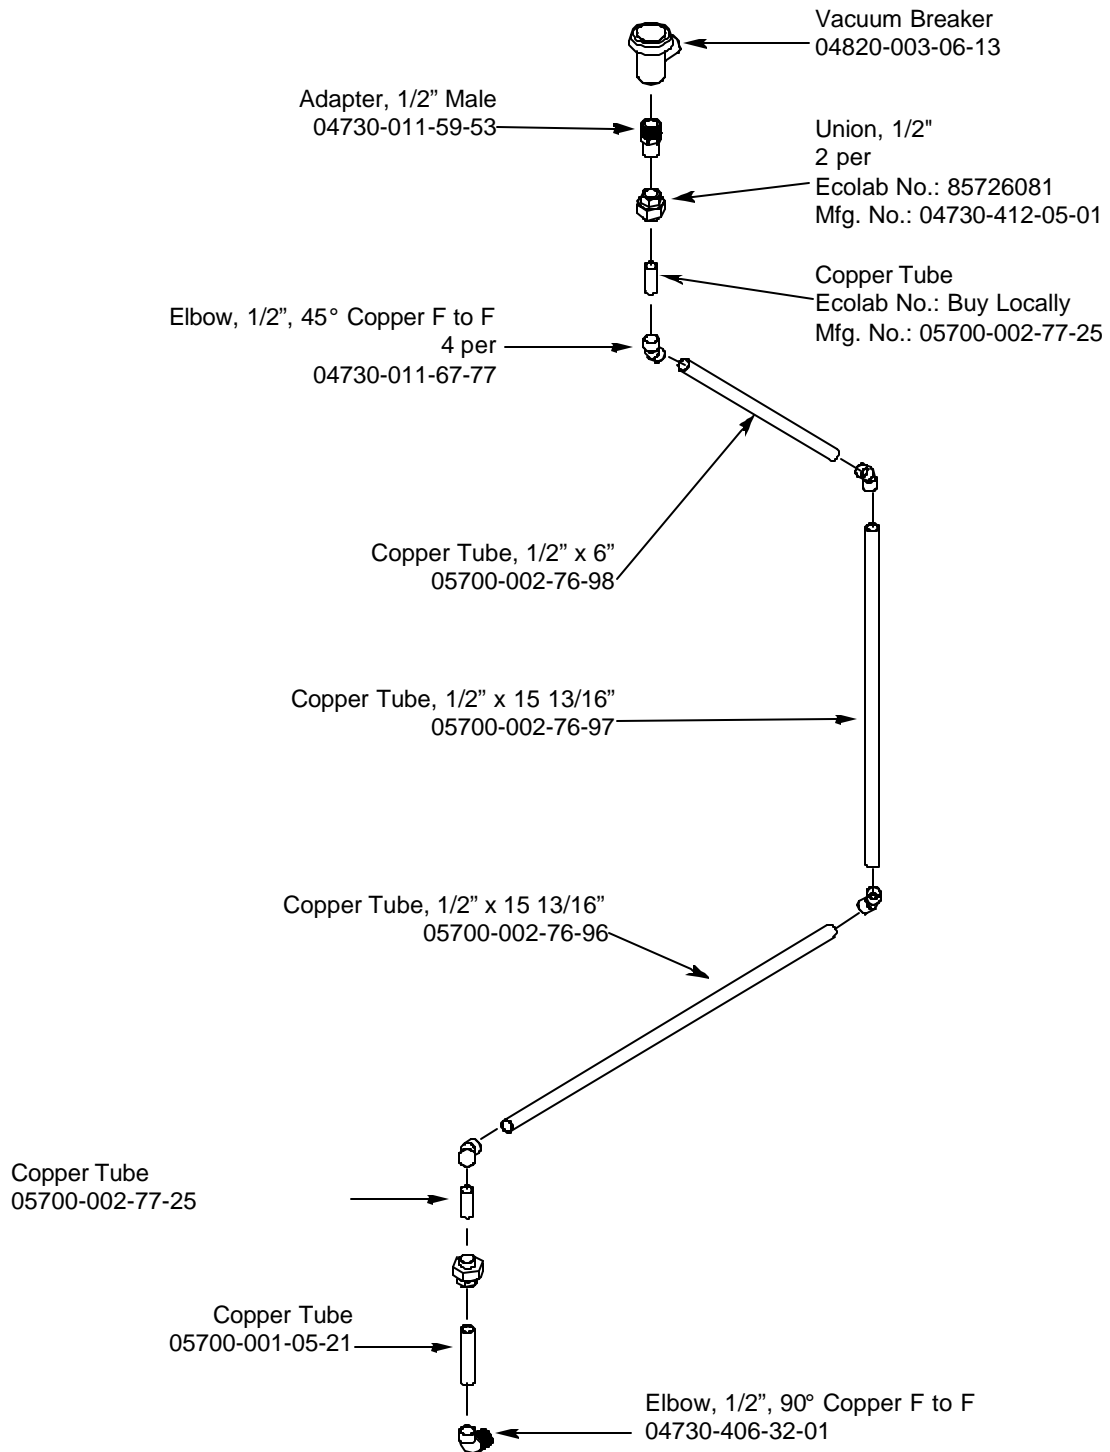 Vacuum Breaker
04820-003-06-13
Adapter, 1/2” Male
04730-011-59-53
Union, 1/2"
2 per
Ecolab No.: 85726081
Mfg. No.: 04730-412-05-01
Copper Tube
Ecolab No.: Buy Locally
Mfg. No.: 05700-002-77-25
Elbow, 1/2”, 45° Copper F to F
4 per
04730-011-67-77
Copper Tube, 1/2” x 6”
05700-002-76-98
Copper Tube, 1/2” x 15 13/16”
05700-002-76-97
Copper Tube, 1/2” x 15 13/16”
05700-002-76-96
Copper Tube
05700-002-77-25
Copper Tube
05700-001-05-21
Elbow, 1/2”, 90° Copper F to F
04730-406-32-01